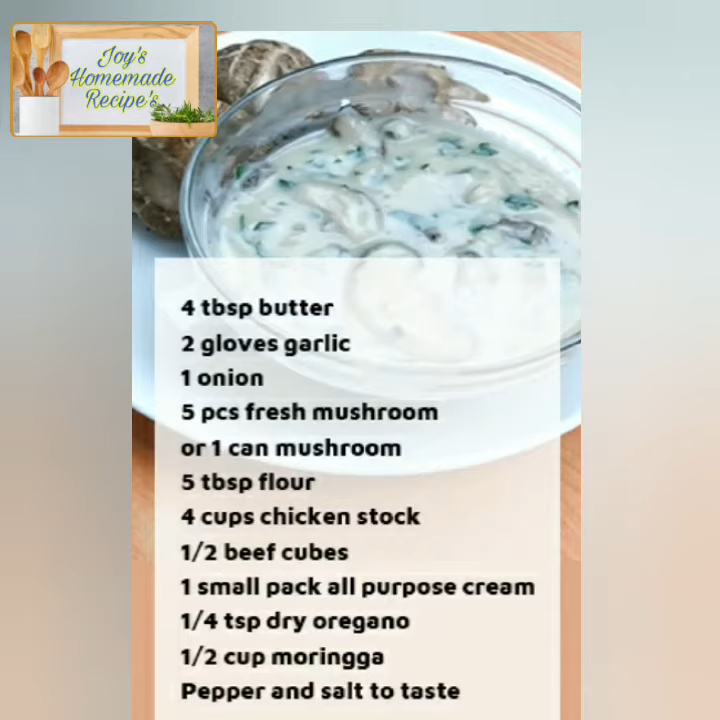 Joy's
Homemade
Recipe's
4 tbsp butter
2 gloves garlic
1 onion
5 pcs fresh mushroom
or 1 can mushroom
5 tbsp flour
4 cups chicken stock
1/2 beef cubes
1 small pack all purpose cream
1/4 tsp dry oregano
1/2 cup moringga
Pepper and salt to taste